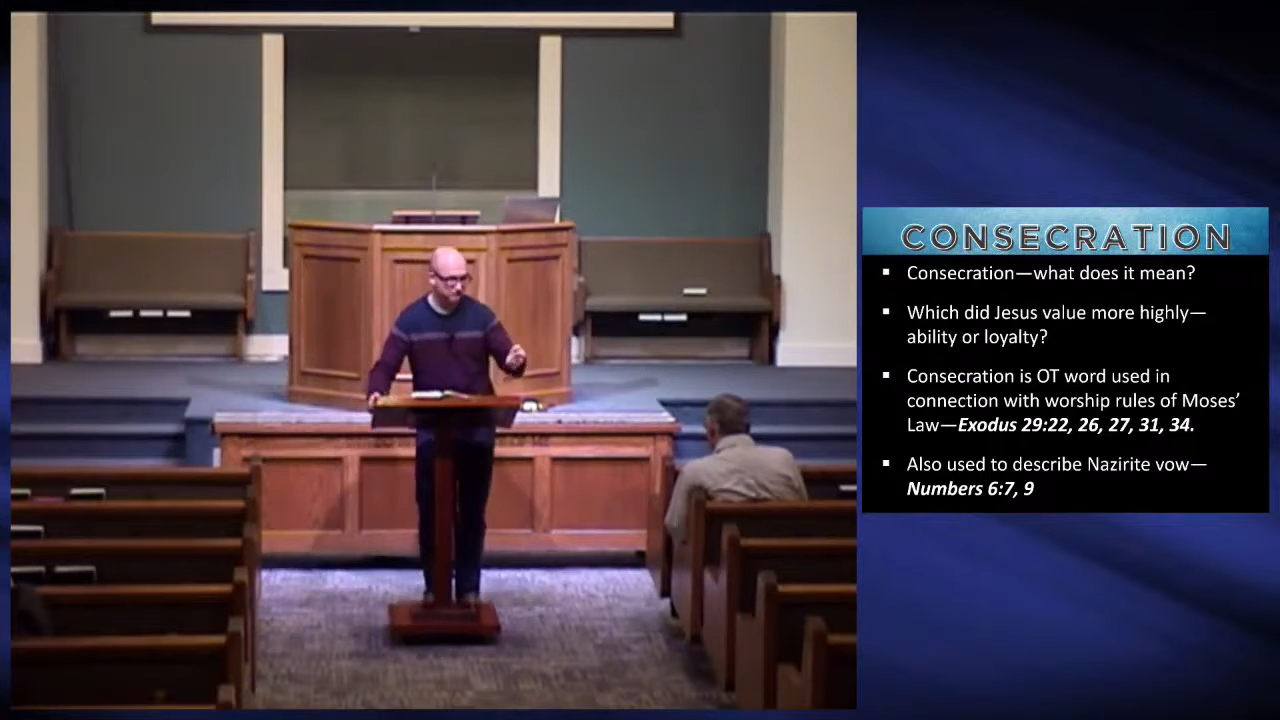 CONSECRATION
▪ Consecration—what does it mean?
▪ Which did Jesus value more highly—
ability or loyalty?
▪ Consecration is OT word used in
connection with worship rules of Moses’
Law—Exodus 29:22, 26, 27, 31, 34.
▪ Also used to describe Nazirite vow—
Numbers 6:7, 9